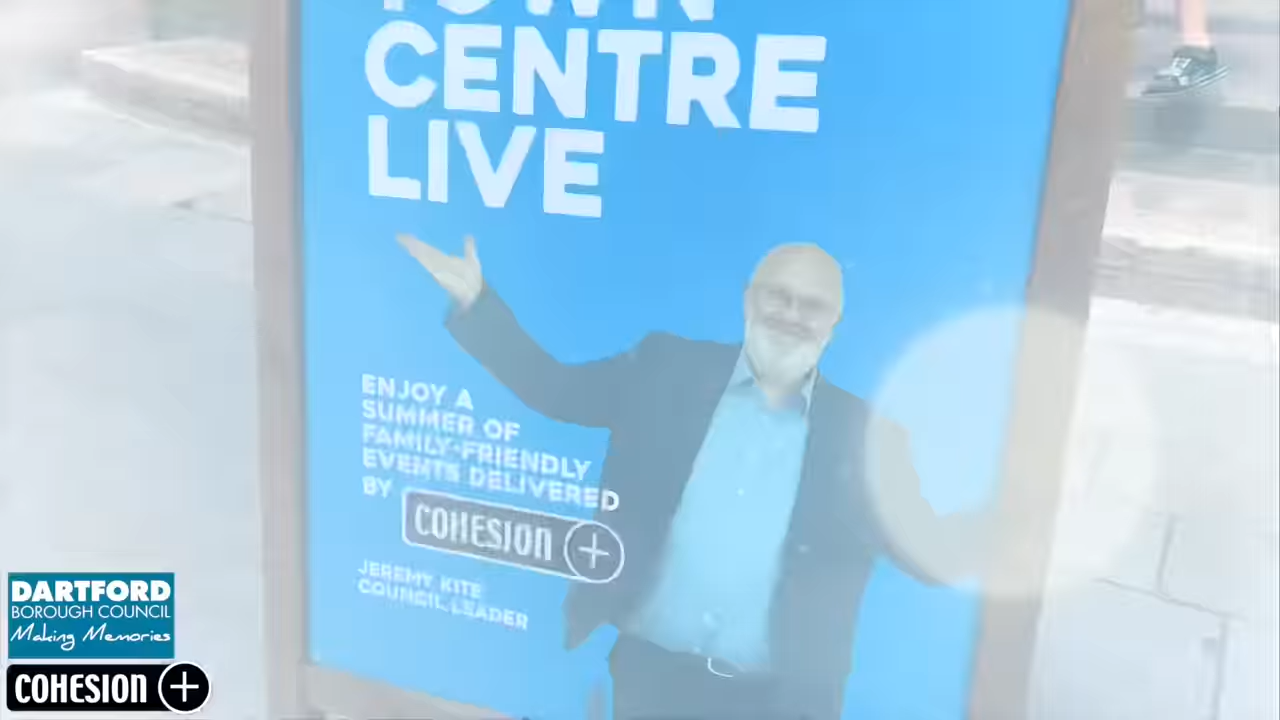 TOWN
CENTRE
LIVE
ENJOY A
SUMMER OF
FAMILY-FRIENDLY
EVENTS DELIVERED
BY COHESION +
JEREMY KITE
COUNCIL LEADER
DARTFORD
BOROUGH COUNCIL
Making Memories
COHESION +